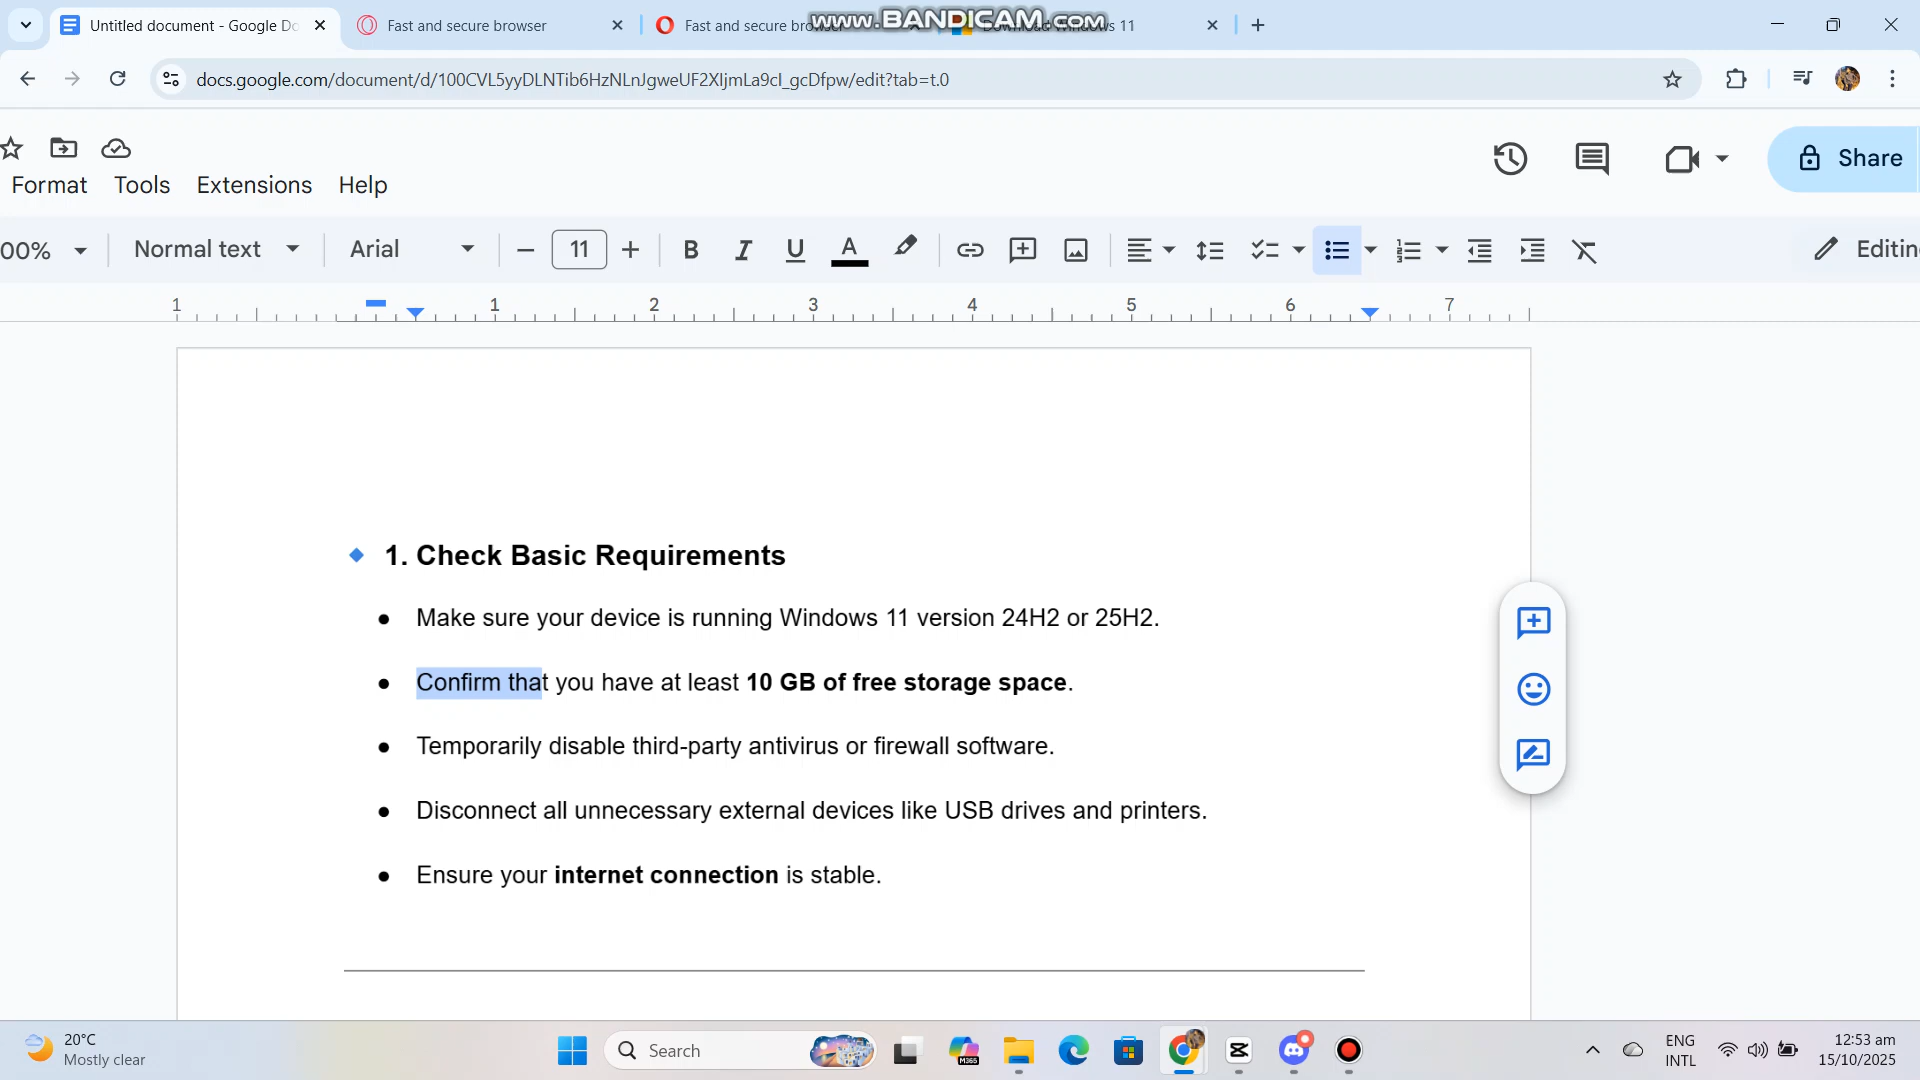 Untitled document - Google Do
Fast and secure browser
Fast and secure browser
Download Windows 11
www.BANDICAM.com
docs.google.com/document/d/100CVL5yyDLNTib6HzNLnJgweUF2XIjmLa9cI_gcDfpw/edit?tab=t.0
Format Tools Extensions Help
Share
00% Normal text Arial 11 B I U A Editin
1 1 2 3 4 5 6 7
1. Check Basic Requirements
● Make sure your device is running Windows 11 version 24H2 or 25H2.
● Confirm that you have at least 10 GB of free storage space.
● Temporarily disable third-party antivirus or firewall software.
● Disconnect all unnecessary external devices like USB drives and printers.
● Ensure your internet connection is stable.
20°C
Mostly clear
Search
M365
ENG
INTL
12:53 am
15/10/2025